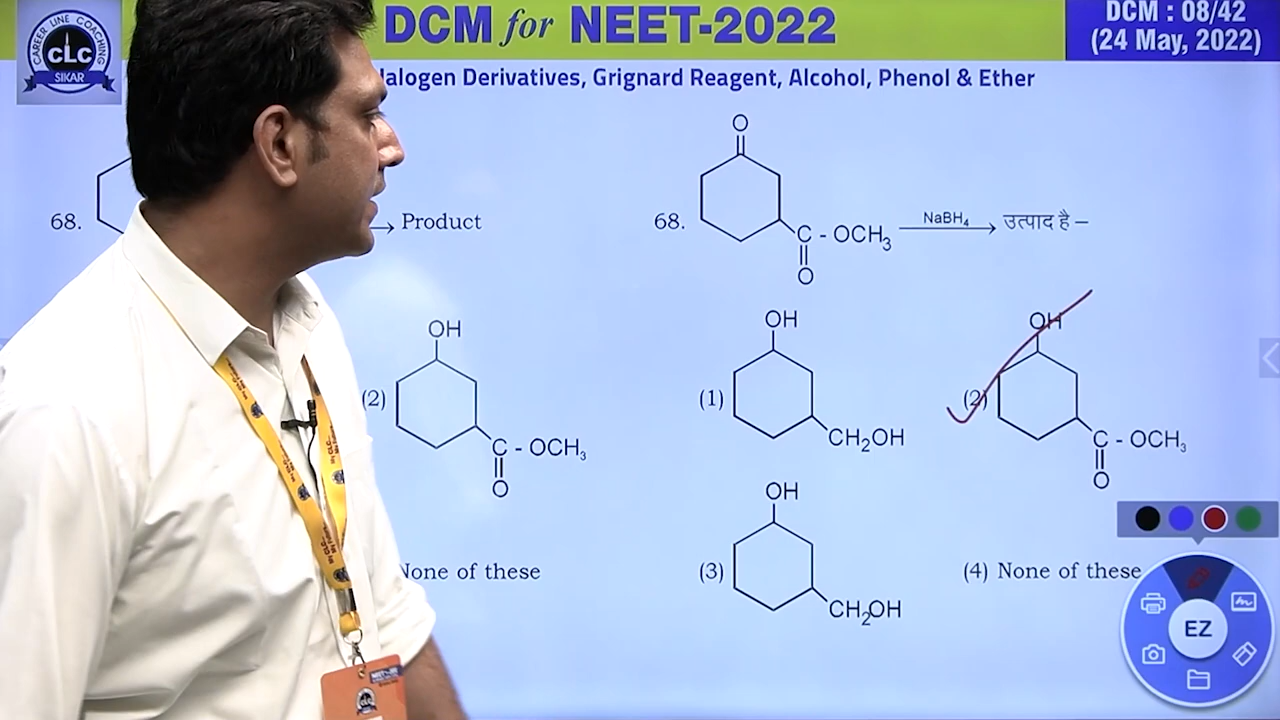 CAREER LINE COACHING
CLC
SIKAR
DCM for NEET-2022
DCM : 08/42
(24 May, 2022)
Halogen Derivatives, Grignard Reagent, Alcohol, Phenol & Ether
68.
Product
(2)
OH
C - OCH₃
O
None of these
68.
O
C - OCH₃
O
NaBH₄
उत्पाद है –
(1)
OH
CH₂OH
(2)
OH
C - OCH₃
O
(3)
OH
CH₂OH
(4) None of these
EZ